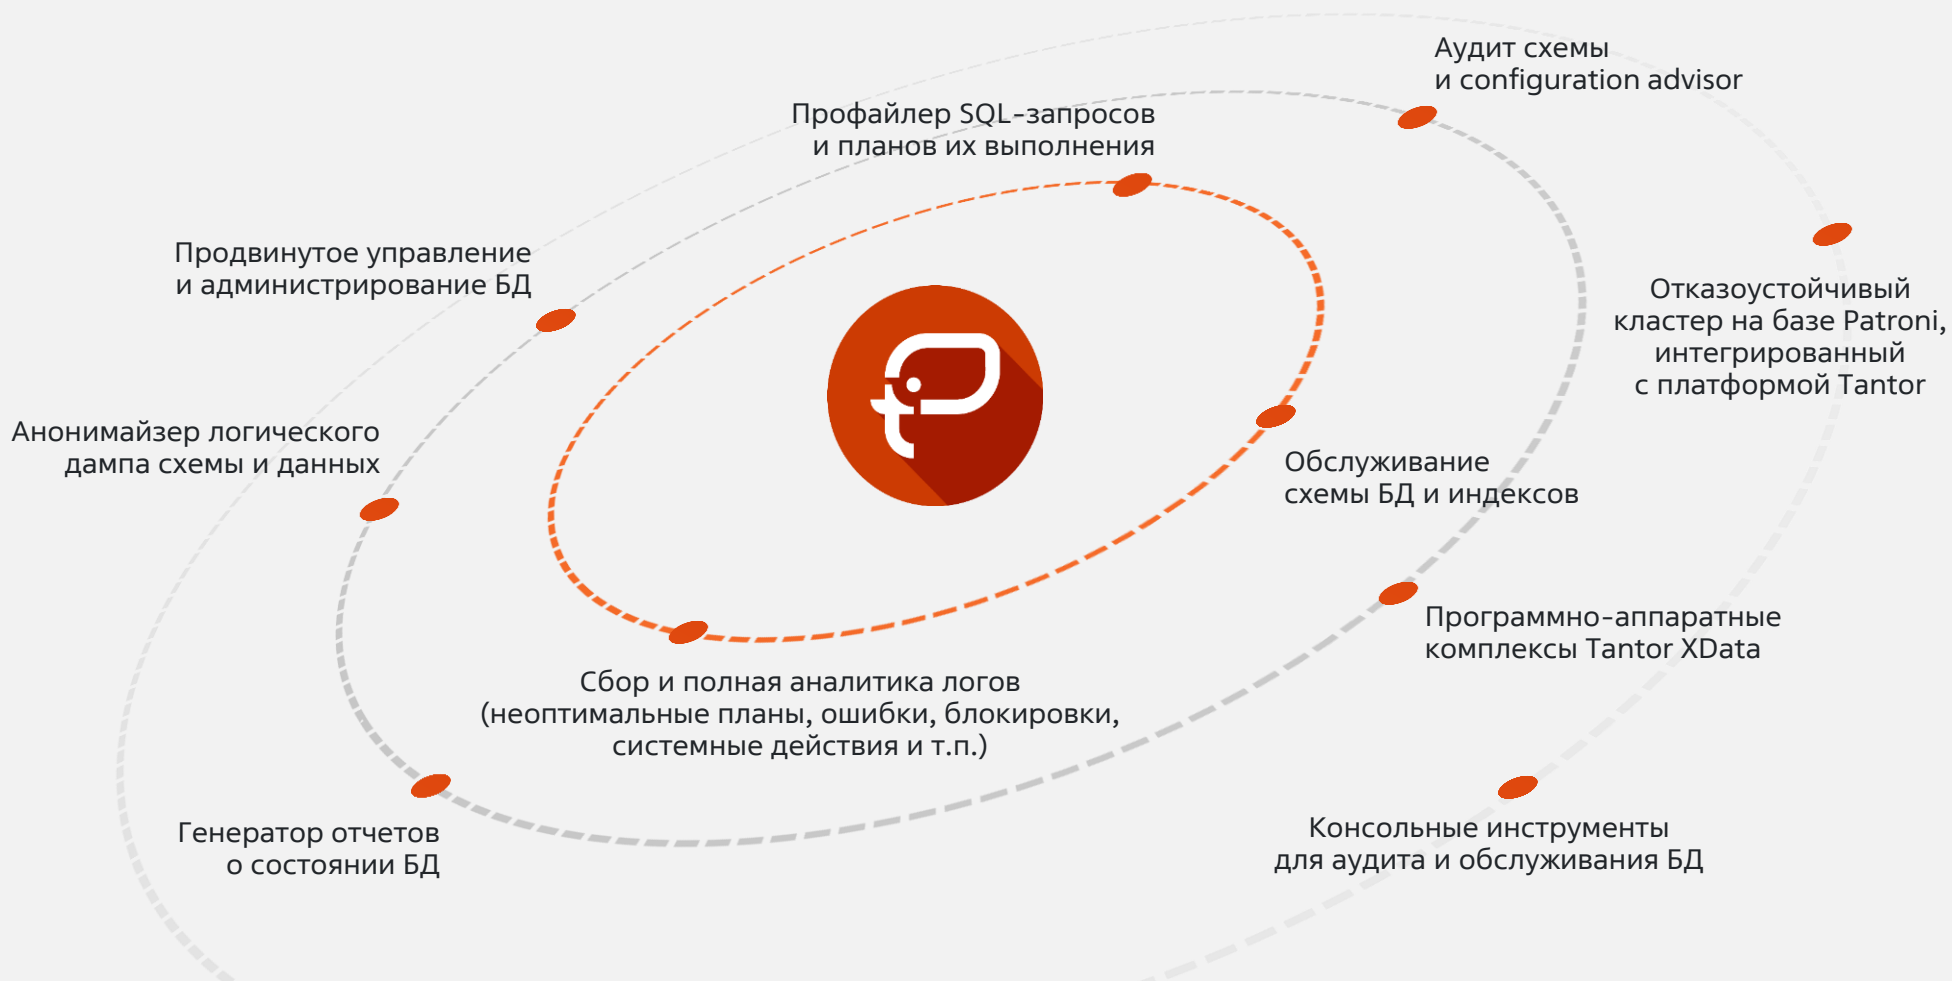 Аудит схемы
и configuration advisor
Профайлер SQL-запросов
и планов их выполнения
Продвинутое управление
и администрирование БД
Отказоустойчивый
кластер на базе Patroni,
интегрированный
с платформой Tantor
Анонимайзер логического
дампа схемы и данных
Обслуживание
схемы БД и индексов
Программно-аппаратные
комплексы Tantor XData
Сбор и полная аналитика логов
(неоптимальные планы, ошибки, блокировки,
системные действия и т.п.)
Генератор отчетов
о состоянии БД
Консольные инструменты
для аудита и обслуживания БД